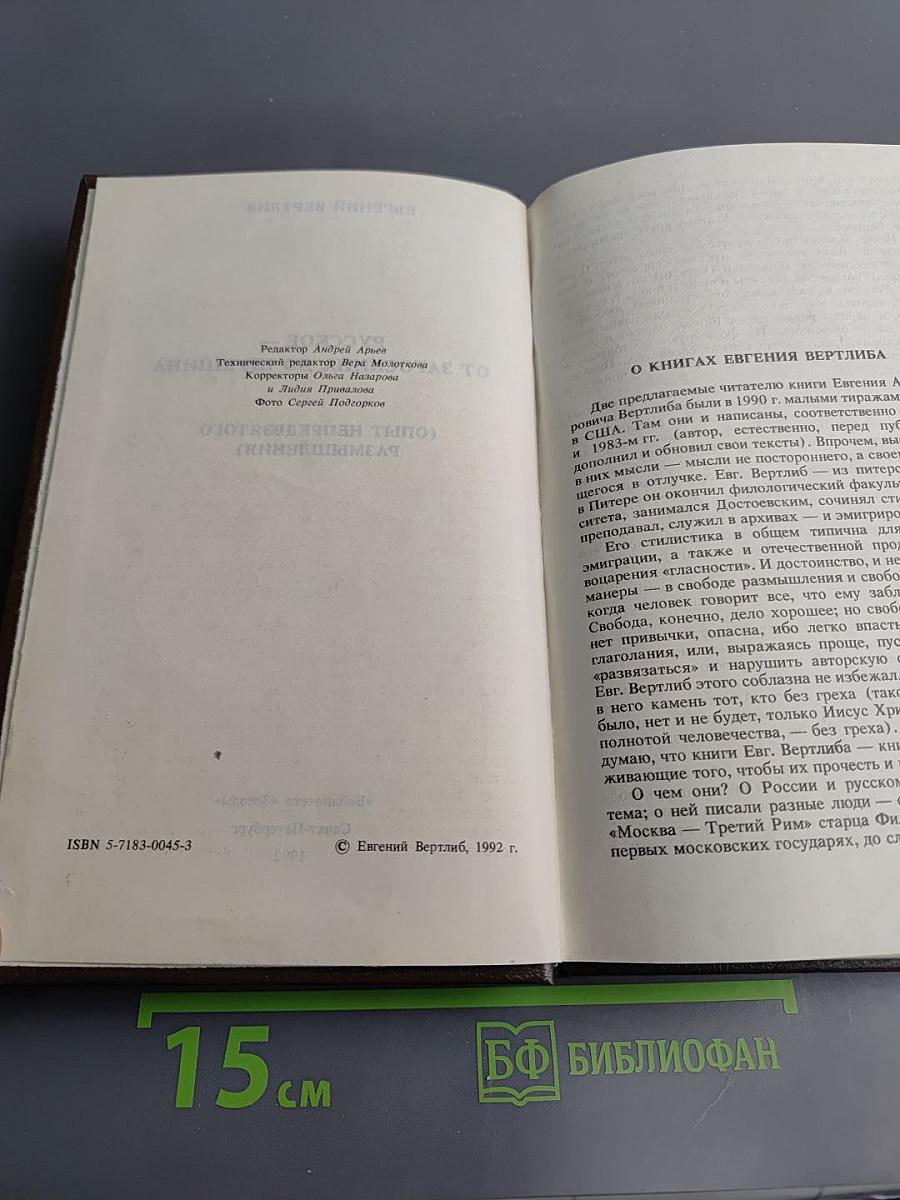 Редактор Андрей Арьев
Технический редактор Вера Молоткова
Корректоры Ольга Назарова
и Лидия Привалова
Фото Сергей Подгорков
ISBN 5-7183-0045-3
© Евгений Вертлиб, 1992 г.
О КНИГАХ ЕВГЕНИЯ ВЕРТЛИБА
Две предлагаемые читателю книги Евгения А
ровича Вертлиба были в 1990 г. малыми тиражам
в США. Там они и написаны, соответственно
и 1983-м гг. (автор, естественно, перед пуб
дополнил и обновил свои тексты). Впрочем, выс
в них мысли — мысли не постороннего, а своег
щегося в отлучке. Евг. Вертлиб — из питерс
в Питере он окончил филологический факульт
ситета, занимался Достоевским, сочинял сти
преподавал, служил в архивах — и эмигриро
Его стилистика в общем типична для
эмиграции, а также и отечественной прод
воцарения «гласности». И достоинство, и не
манеры — в свободе размышления и свобо
когда человек говорит все, что ему забл
Свобода, конечно, дело хорошее; но свобо
нет привычки, опасна, ибо легко впасть
глаголания, или, выражаясь проще, пус
«развязаться» и нарушить авторскую с
Евг. Вертлиб этого соблазна не избежал.
в него камень тот, кто без греха (тако
было, нет и не будет, только Иисус Хри
полнотой человечества, — без греха).
думаю, что книги Евг. Вертлиба — кни
живающие того, чтобы их прочесть и
О чем они? О России и русском
тема; о ней писали разные люди —
«Москва — Третий Рим» старца Фил
первых московских государях, до сл
15 см
БФ БИБЛИОФАН